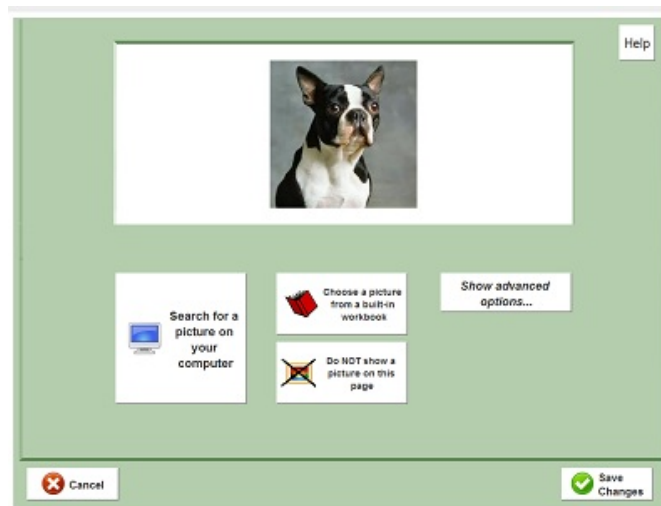 Help
Search for a
picture on
your
computer
Choose a picture
from a built-in
workbook
Show advanced
options...
Do NOT show a
picture on this
page
Cancel
Save
Changes